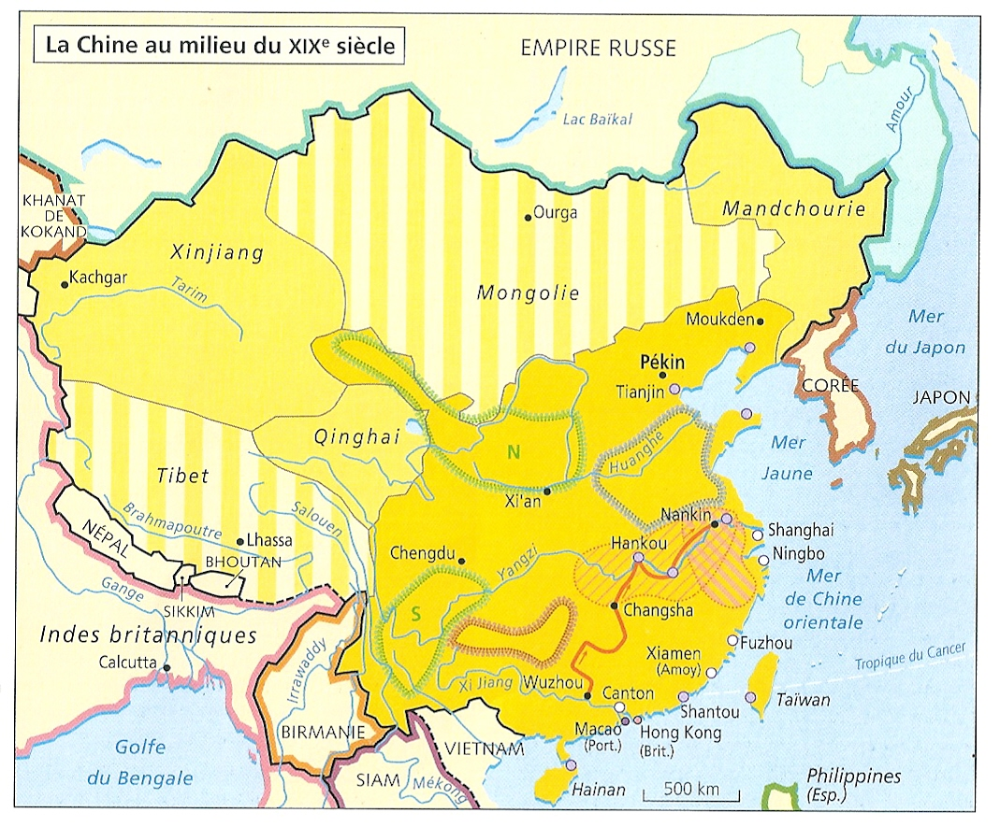 La Chine au milieu du XIXe siècle
EMPIRE RUSSE
Lac Baïkal
Amour
KHANAT
DE
KOKAND
Mandchourie
Ourga
Xinjiang
Kachgar
Tarim
Mongolie
Moukden
Mer
du Japon
Pékin
Tianjin
CORÉE
JAPON
Qinghai
N
Huanghe
Mer
Jaune
Tibet
Xi'an
Salouen
Brahmapoutre
Nankin
Shanghai
NÉPAL
Lhassa
Hankou
Ningbo
Chengdu
Yangzi
BHOUTAN
Mer
de Chine
orientale
Gange
SIKKIM
S
Changsha
Indes britanniques
Fuzhou
Xiamen
(Amoy)
Tropique du Cancer
Calcutta
Irrawaddy
Xi Jiang
Wuzhou
Canton
Shantou
Taïwan
Macao
(Port.)
Hong Kong
(Brit.)
BIRMANIE
VIETNAM
Golfe
du Bengale
SIAM
Mékong
Hainan
500 km
Philippines
(Esp.)